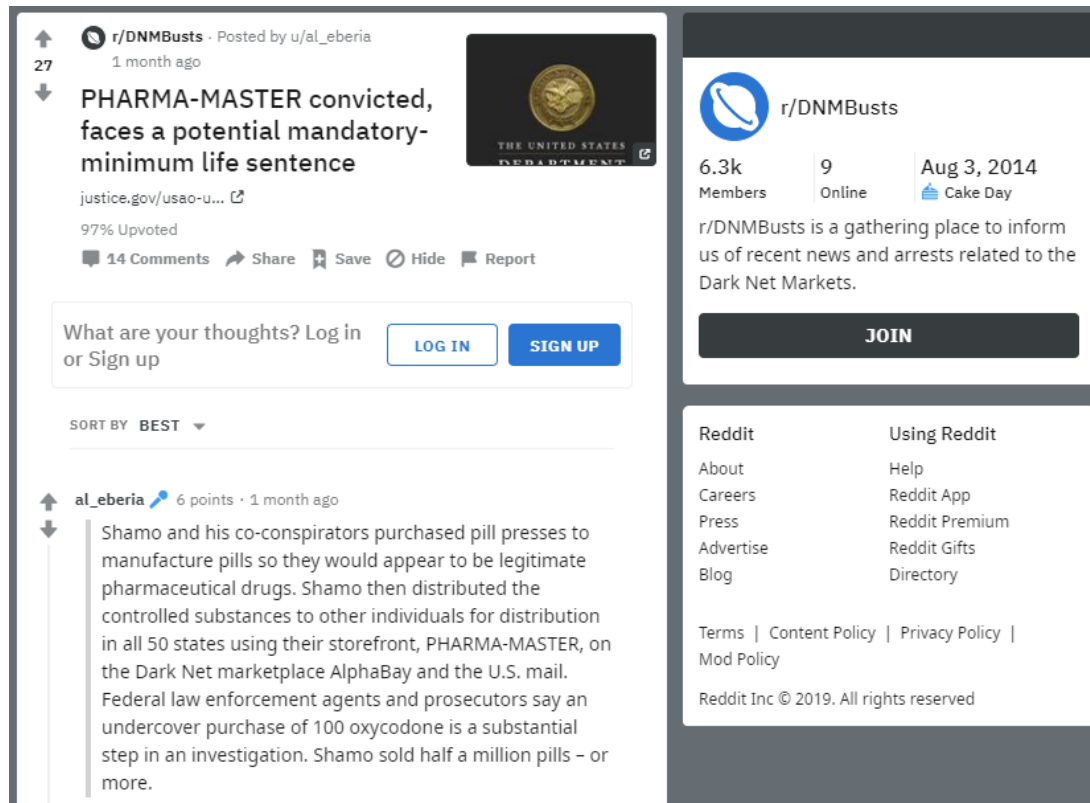 r/DNMBusts · Posted by u/al_eberia
1 month ago
27
PHARMA-MASTER convicted,
faces a potential mandatory-
minimum life sentence
THE UNITED STATES
DEPARTMENT
justice.gov/usao-u...
97% Upvoted
14 Comments Share Save Hide Report
What are your thoughts? Log in
or Sign up
LOG IN SIGN UP
SORT BY BEST
al_eberia 6 points · 1 month ago
Shamo and his co-conspirators purchased pill presses to
manufacture pills so they would appear to be legitimate
pharmaceutical drugs. Shamo then distributed the
controlled substances to other individuals for distribution
in all 50 states using their storefront, PHARMA-MASTER, on
the Dark Net marketplace AlphaBay and the U.S. mail.
Federal law enforcement agents and prosecutors say an
undercover purchase of 100 oxycodone is a substantial
step in an investigation. Shamo sold half a million pills – or
more.
r/DNMBusts
6.3k 9 Aug 3, 2014
Members Online Cake Day
r/DNMBusts is a gathering place to inform
us of recent news and arrests related to the
Dark Net Markets.
JOIN
Reddit Using Reddit
About Help
Careers Reddit App
Press Reddit Premium
Advertise Reddit Gifts
Blog Directory
Terms | Content Policy | Privacy Policy |
Mod Policy
Reddit Inc © 2019. All rights reserved